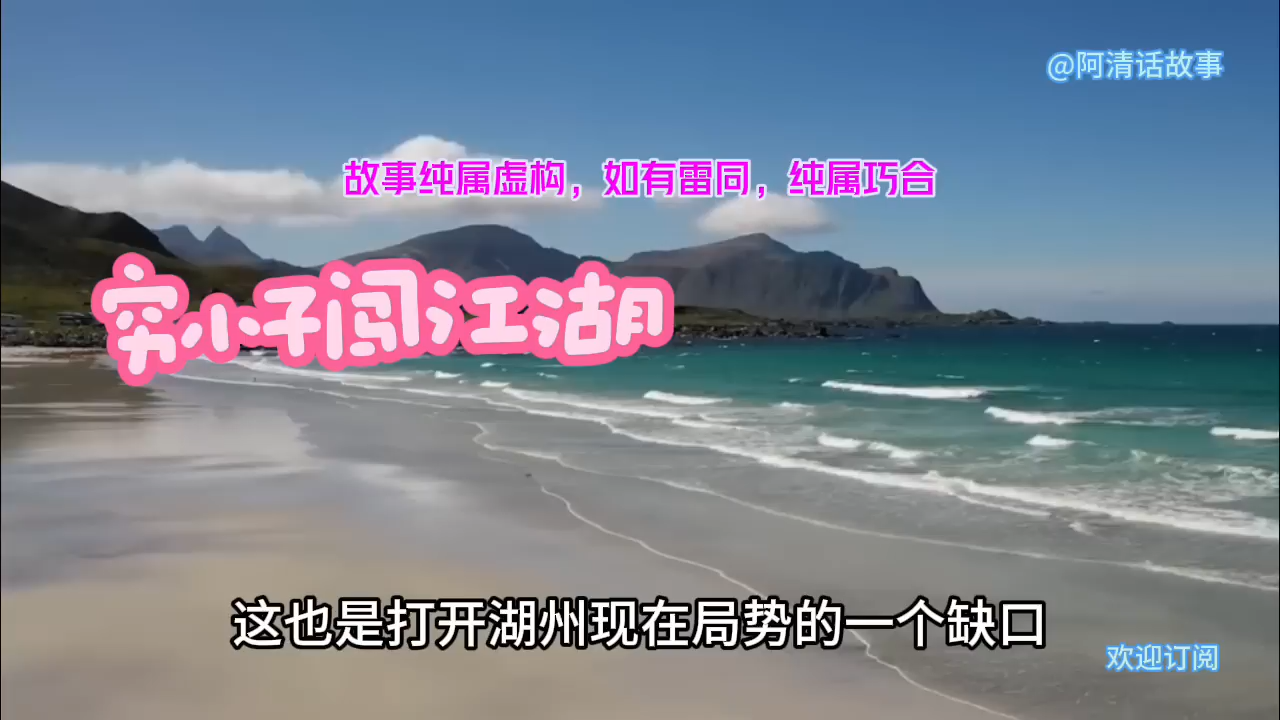 @阿清话故事
故事纯属虚构，如有雷同，纯属巧合
穷小子闯江湖
这也是打开湖州现在局势的一个缺口
欢迎订阅